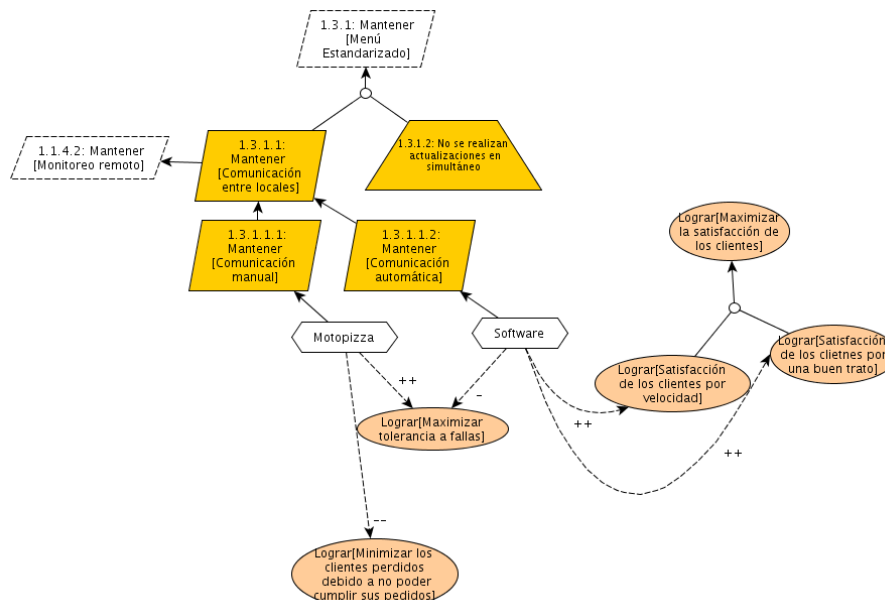 1.3.1: Mantener
[Menú
Estandarizado]
1.1.4.2: Mantener
[Monitoreo remoto]
1.3.1.1:
Mantener
[Comunicación
entre locales]
1.3.1.2: No se realizan
actualizaciones en
simultáneo
1.3.1.1.1:
Mantener
[Comunicación
manual]
1.3.1.1.2:
Mantener
[Comunicación
automática]
Lograr[Maximizar
la satisfacción de
los clientes]
Motopizza
Software
Lograr[Satisfacción
de los clietnes por
una buen trato]
Lograr[Satisfacción
de los clientes por
velocidad]
++
-
Lograr[Maximizar
tolerancia a fallas]
++
++
--
Lograr[Minimizar los
clientes perdidos
debido a no poder
cumplir sus pedidos]